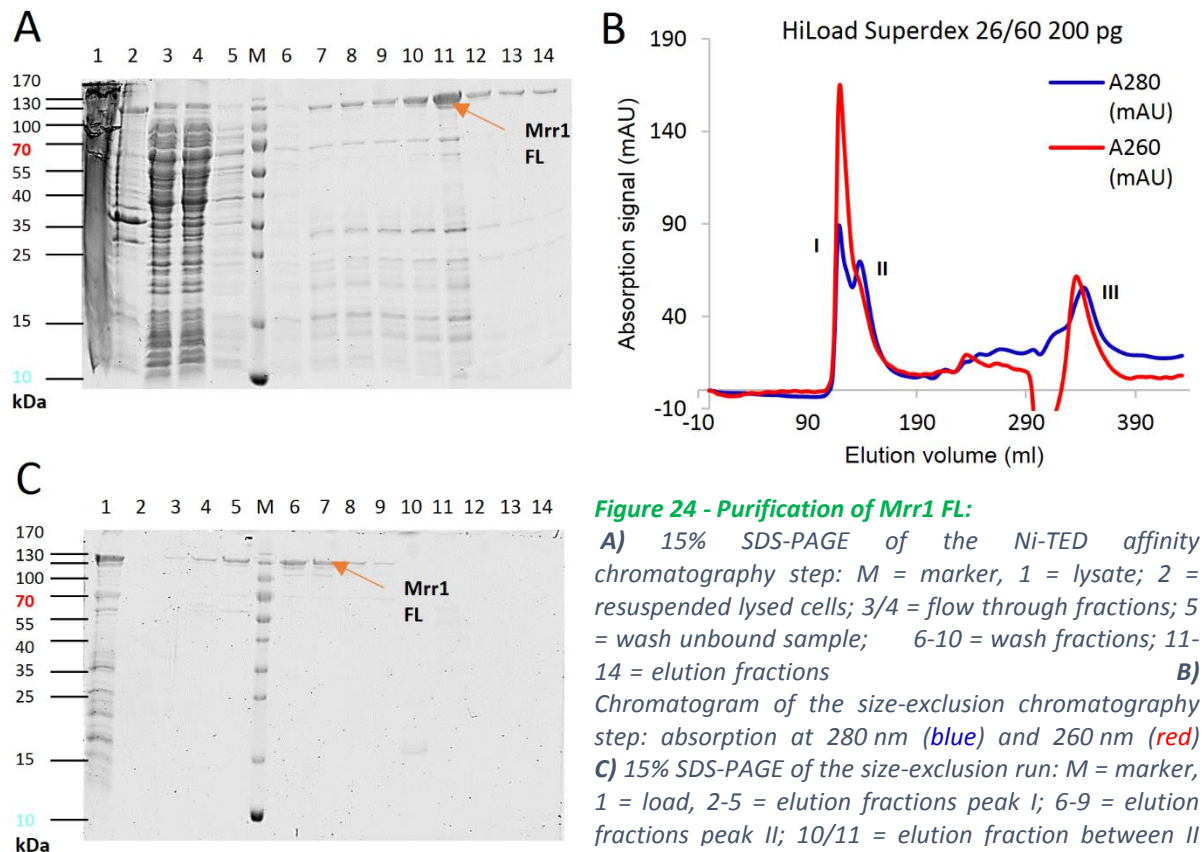 A
1 2 3 4 5 M 6 7 8 9 10 11 12 13 14
170
130
100
70
55
40
35
25
15
10
kDa
Mrr1
FL
B
HiLoad Superdex 26/60 200 pg
190
140
90
40
-10
Absorption signal (mAU)
A280
(mAU)
A260
(mAU)
I
II
III
-10 90 190 290 390
Elution volume (ml)
C
1 2 3 4 5 M 6 7 8 9 10 11 12 13 14
170
130
100
70
55
40
35
25
15
10
kDa
Mrr1
FL
Figure 24 - Purification of Mrr1 FL:
A) 15% SDS-PAGE of the Ni-TED affinity
chromatography step: M = marker, 1 = lysate; 2 =
resuspended lysed cells; 3/4 = flow through fractions; 5
= wash unbound sample; 6-10 = wash fractions; 11-
14 = elution fractions B)
Chromatogram of the size-exclusion chromatography
step: absorption at 280 nm (blue) and 260 nm (red)
C) 15% SDS-PAGE of the size-exclusion run: M = marker,
1 = load, 2-5 = elution fractions peak I; 6-9 = elution
fractions peak II; 10/11 = elution fraction between II